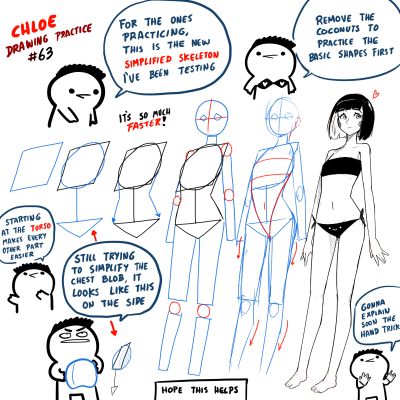 CHLOE
DRAWING PRACTICE
#63
FOR THE ONES
PRACTICING,
THIS IS THE NEW
SIMPLIFIED SKELETON
I'VE BEEN TESTING
REMOVE THE
COCONUTS TO
PRACTICE THE
BASIC SHAPES FIRST
IT'S SO MUCH
FASTER!
STARTING
AT THE TORSO
MAKES EVERY
OTHER PART
EASIER
STILL TRYING
TO SIMPLIFY THE
CHEST BLOB, IT
LOOKS LIKE THIS
ON THE SIDE
GONNA
EXPLAIN
SOON THE
HAND TRICK
HOPE THIS HELPS